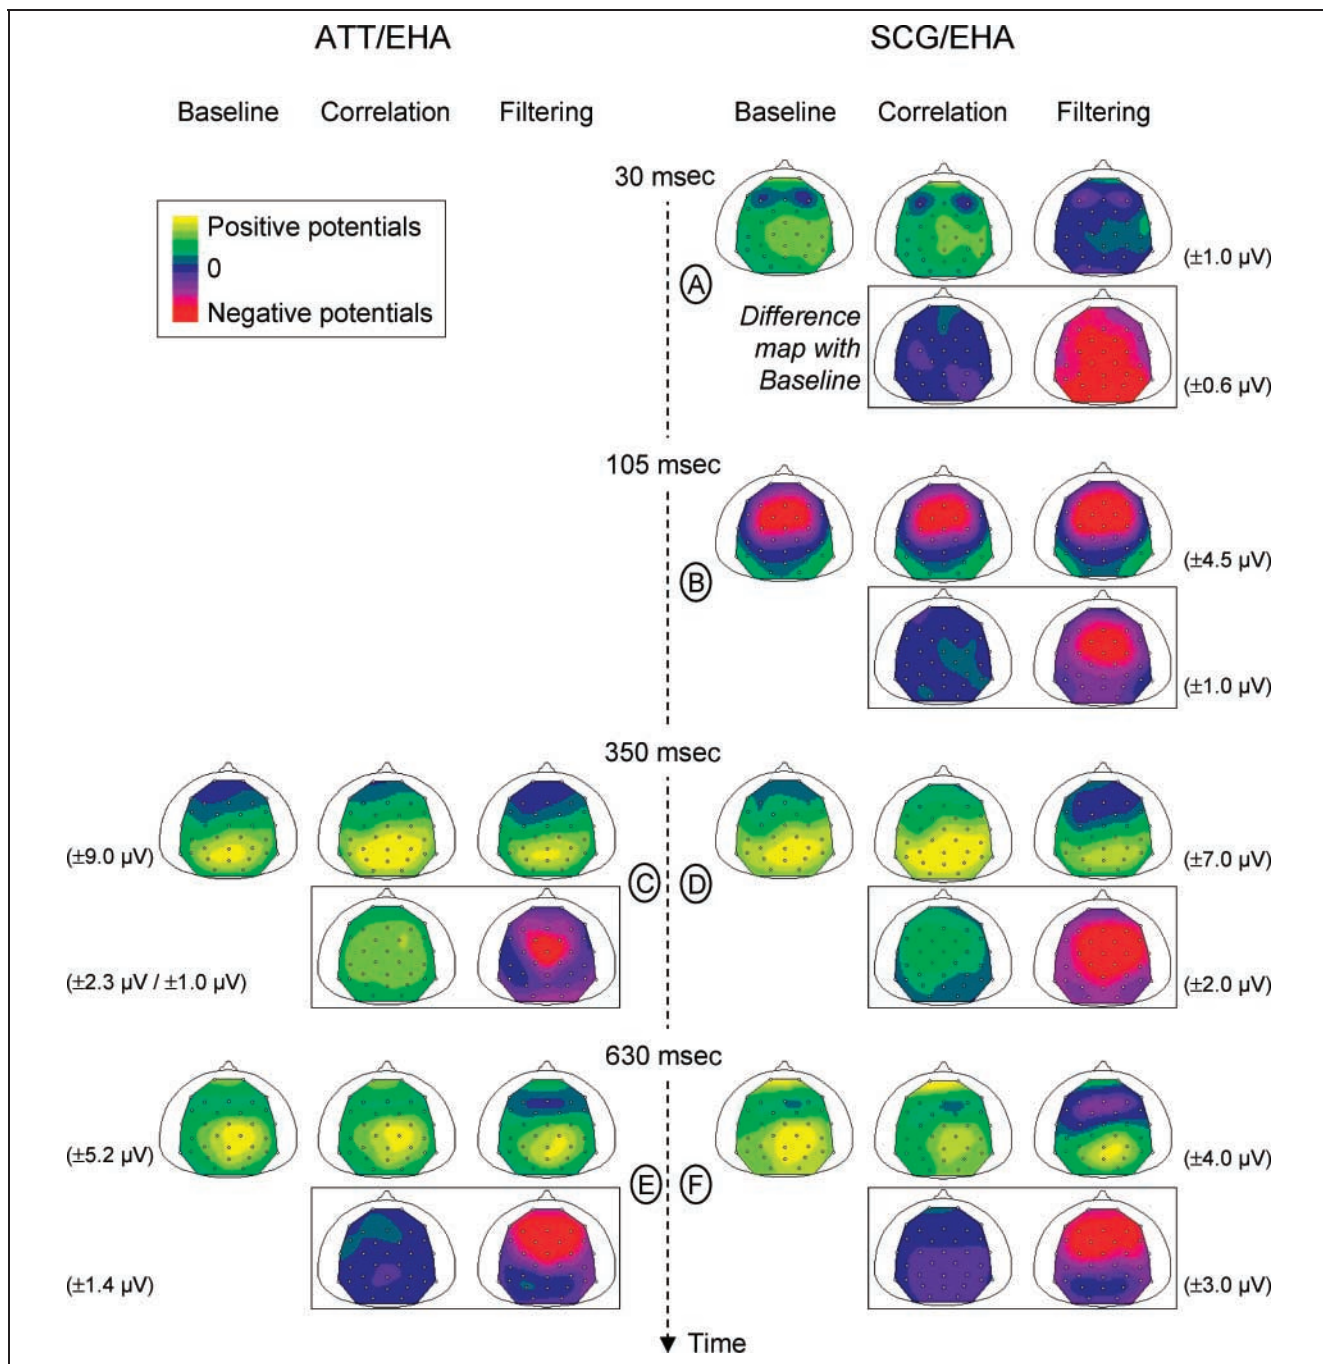 ATT/EHA
SCG/EHA
Baseline Correlation Filtering
Baseline Correlation Filtering
Positive potentials
0
Negative potentials
30 msec
(±1.0 µV)
A
Difference
map with
Baseline
(±0.6 µV)
105 msec
(±4.5 µV)
B
(±1.0 µV)
350 msec
(±9.0 µV)
(±7.0 µV)
C D
(±2.3 µV / ±1.0 µV)
(±2.0 µV)
630 msec
(±5.2 µV)
(±4.0 µV)
E F
(±1.4 µV)
(±3.0 µV)
Time